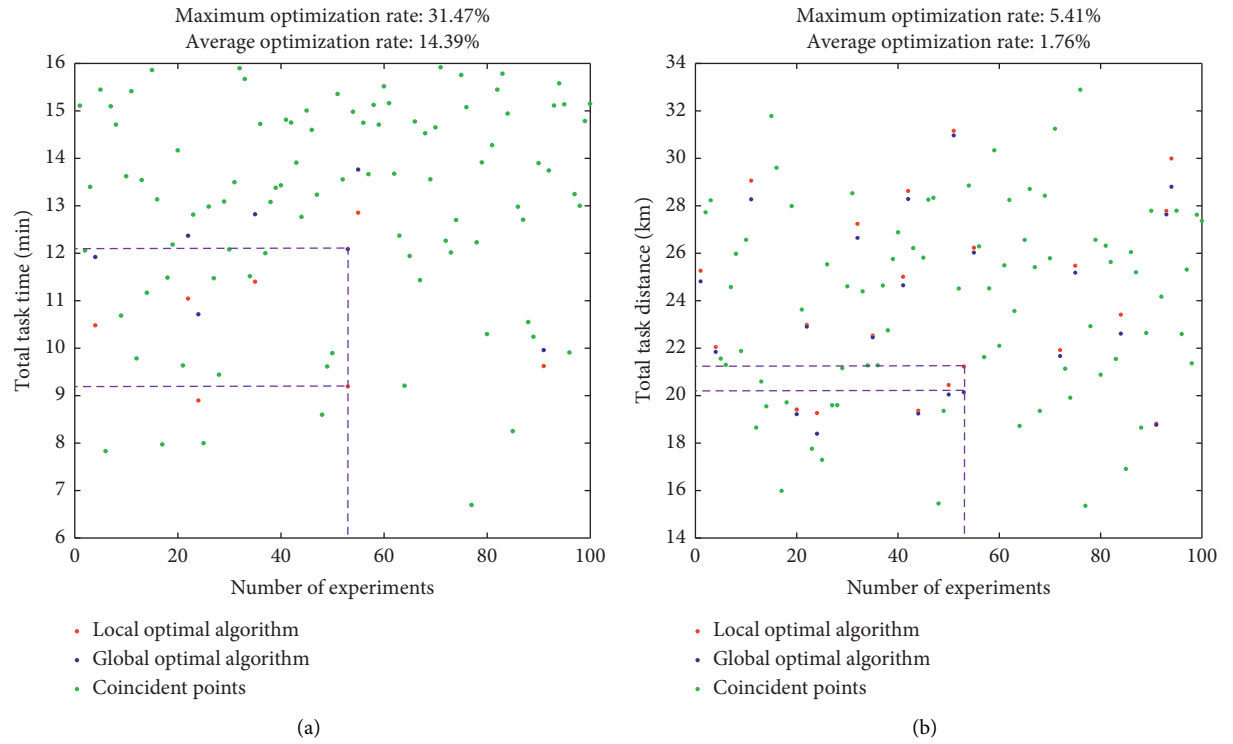 Maximum optimization rate: 31.47%
Average optimization rate: 14.39%
16
15
14
13
12
11
10
9
8
7
6
Total task time (min)
0 20 40 60 80 100
Number of experiments
Local optimal algorithm
Global optimal algorithm
Coincident points
(a)
Maximum optimization rate: 5.41%
Average optimization rate: 1.76%
34
32
30
28
26
24
22
20
18
16
14
Total task distance (km)
0 20 40 60 80 100
Number of experiments
Local optimal algorithm
Global optimal algorithm
Coincident points
(b)